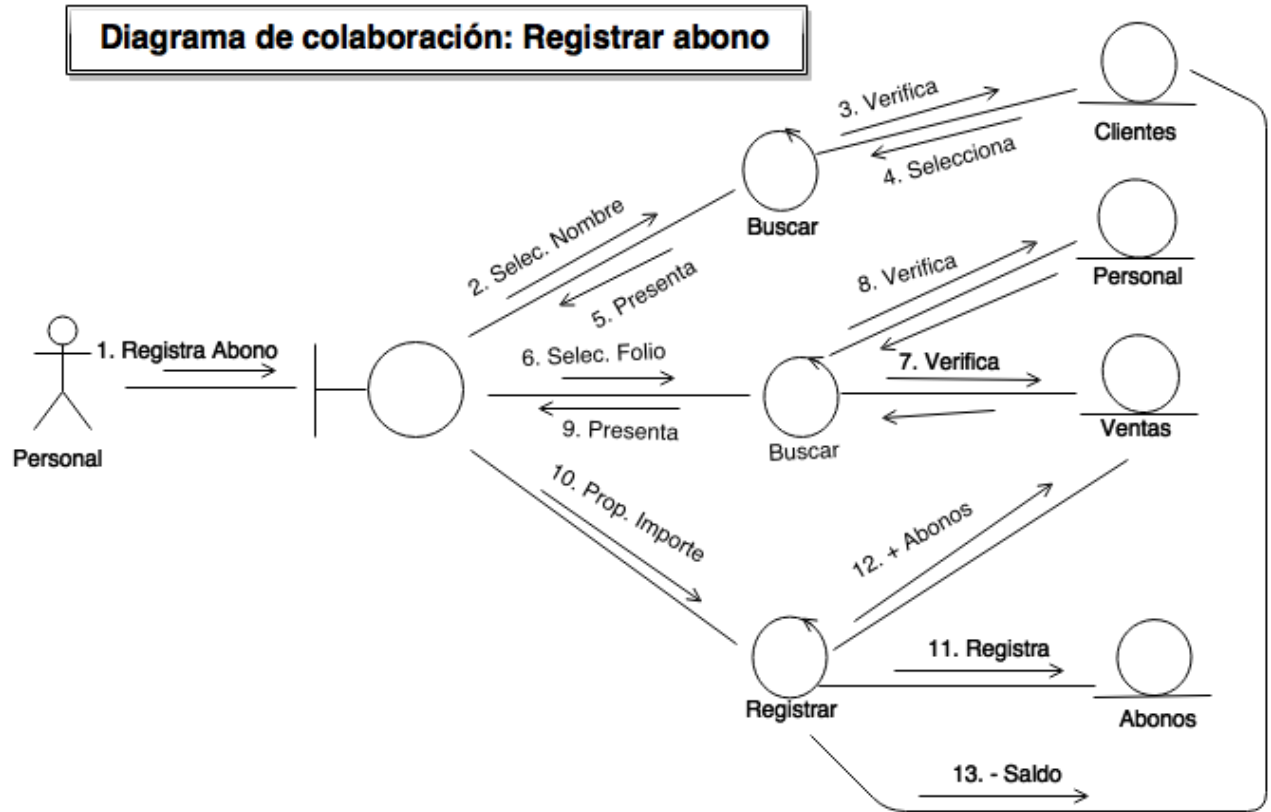 Diagrama de colaboración: Registrar abono
3. Verifica
Clientes
4. Selecciona
Buscar
2. Selec. Nombre
5. Presenta
8. Verifica
Personal
1. Registra Abono
6. Selec. Folio
7. Verifica
9. Presenta
Buscar
Ventas
Personal
10. Prop. Importe
12. + Abonos
11. Registra
Registrar
Abonos
13. - Saldo